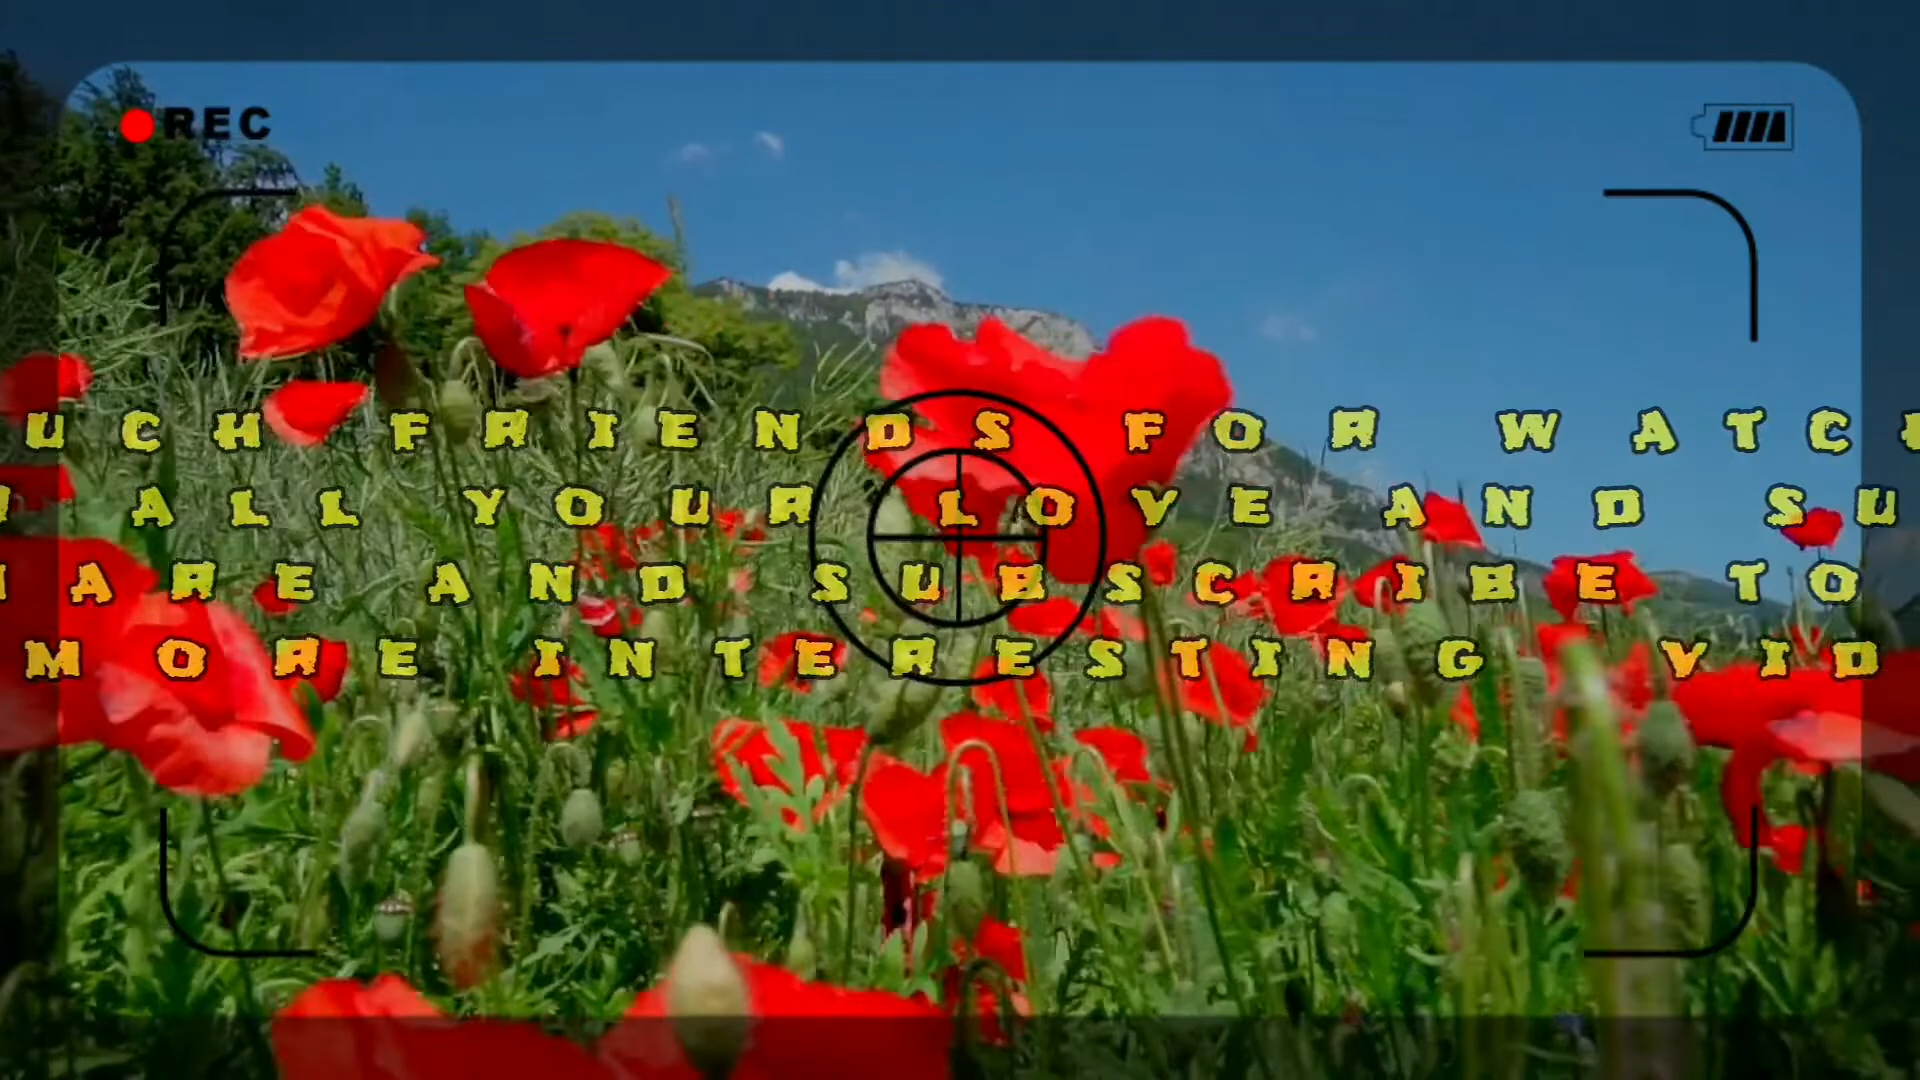 REC
UCH FRIENDS FOR WATC
ALL YOUR LOVE AND SU
ARE AND SUBSCRIBE TO
MORE INTERESTING VID